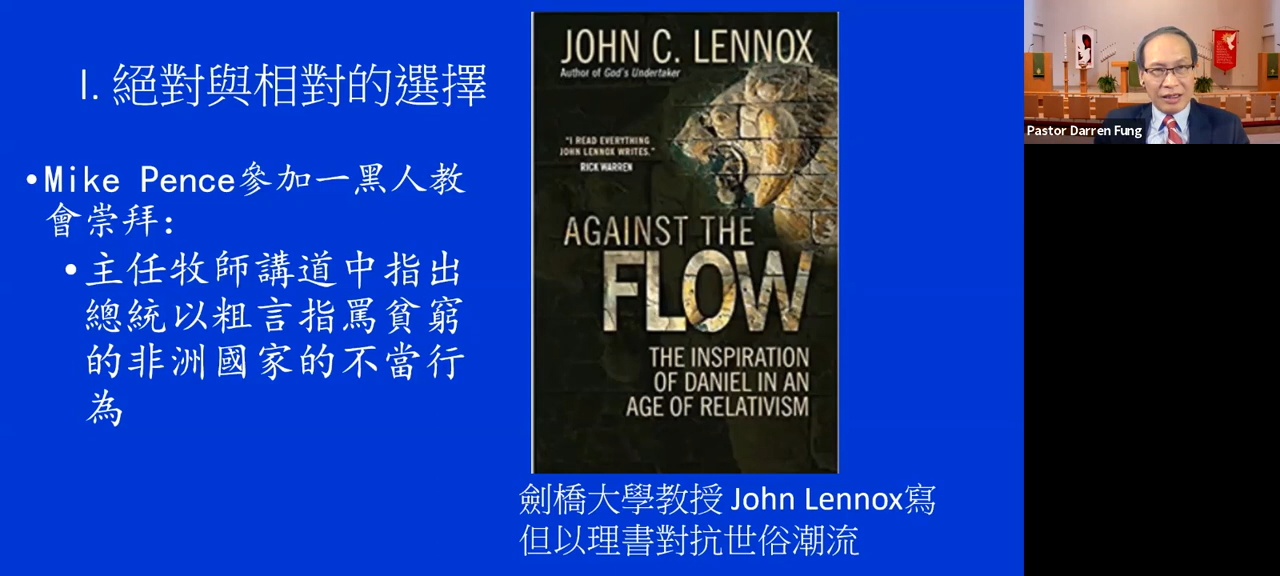 I. 絕對與相對的選擇
•Mike Pence參加一黑人教
會崇拜:
•主任牧師講道中指出
總統以粗言指罵貧窮
的非洲國家的不當行
為
JOHN C. LENNOX
Author of God's Undertaker
"I READ EVERYTHING
JOHN LENNOX WRITES."
RICK WARREN
AGAINST THE
FLOW
THE INSPIRATION
OF DANIEL IN AN
AGE OF RELATIVISM
劍橋大學教授 John Lennox寫
但以理書對抗世俗潮流
Pastor Darren Fung